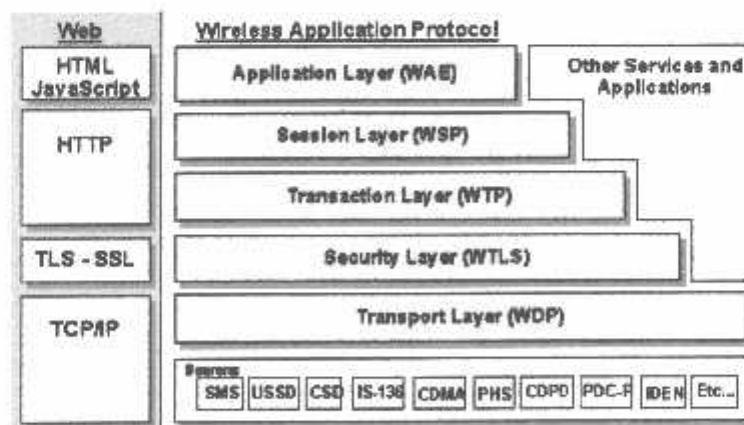 Web
Wireless Application Protocol
HTML
JavaScript
Application Layer (WAE)
Other Services and
Applications
HTTP
Session Layer (WSP)
Transaction Layer (WTP)
TLS - SSL
Security Layer (WTLS)
TCP/IP
Transport Layer (WDP)
Bearers:
SMS USSD CSD IS-136 CDMA PHS CDPD PDC-P iDEN Etc...